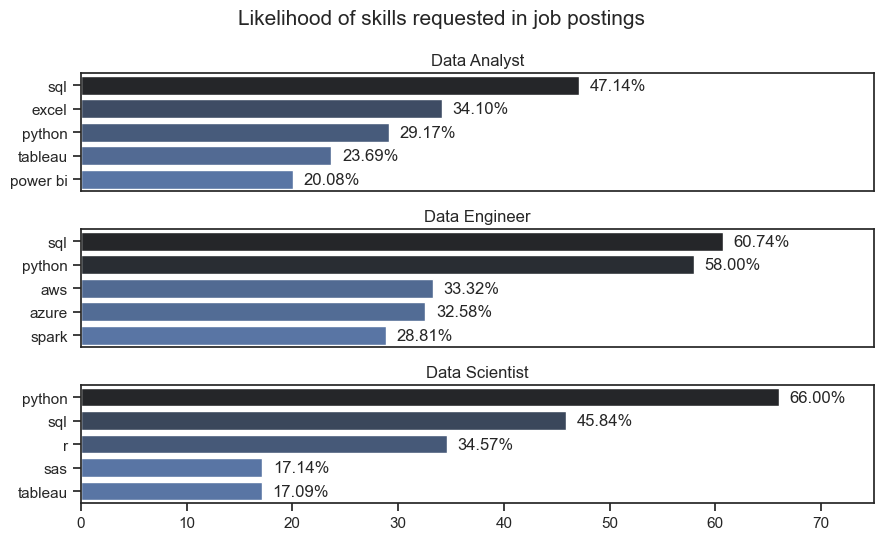 Likelihood of skills requested in job postings
Data Analyst
sql 47.14%
excel 34.10%
python 29.17%
tableau 23.69%
power bi 20.08%
Data Engineer
sql 60.74%
python 58.00%
aws 33.32%
azure 32.58%
spark 28.81%
Data Scientist
python 66.00%
sql 45.84%
r 34.57%
sas 17.14%
tableau 17.09%
0 10 20 30 40 50 60 70